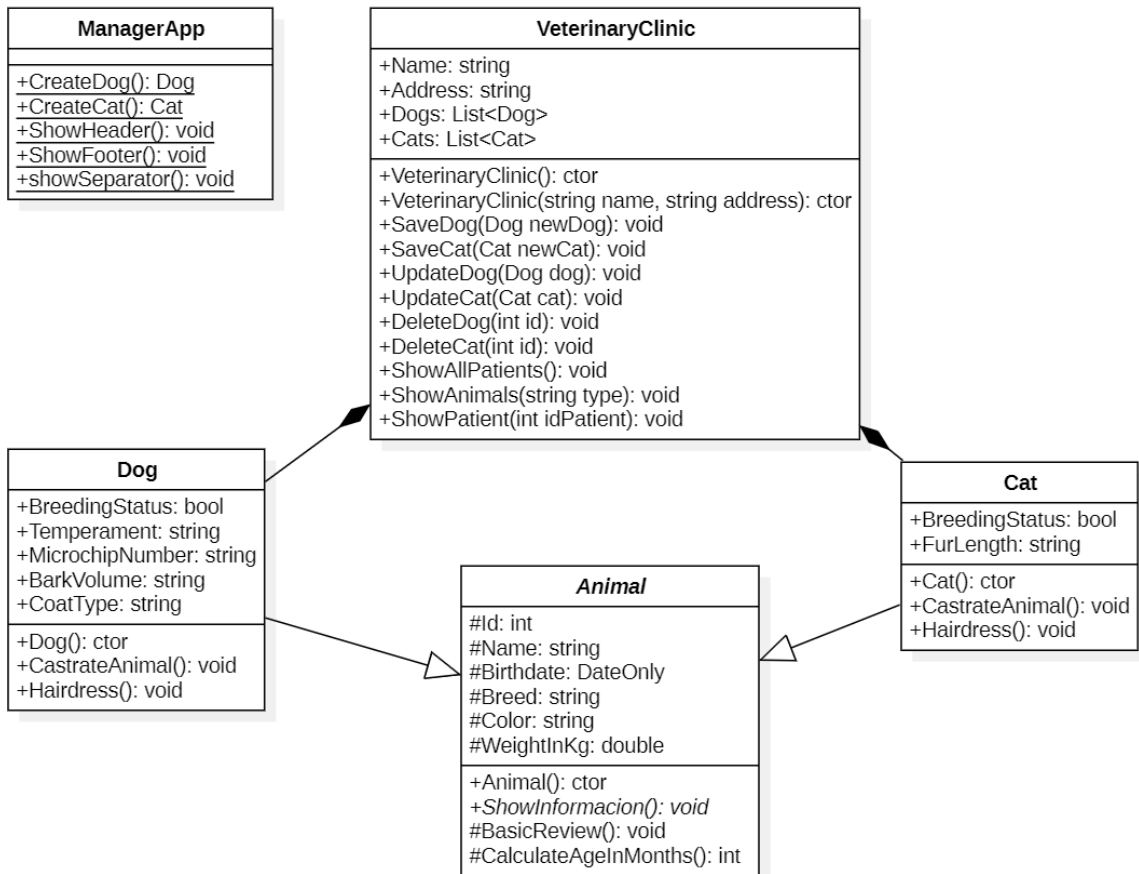 ManagerApp
+CreateDog(): Dog
+CreateCat(): Cat
+ShowHeader(): void
+ShowFooter(): void
+showSeparator(): void
VeterinaryClinic
+Name: string
+Address: string
+Dogs: List<Dog>
+Cats: List<Cat>
+VeterinaryClinic(): ctor
+VeterinaryClinic(string name, string address): ctor
+SaveDog(Dog newDog): void
+SaveCat(Cat newCat): void
+UpdateDog(Dog dog): void
+UpdateCat(Cat cat): void
+DeleteDog(int id): void
+DeleteCat(int id): void
+ShowAllPatients(): void
+ShowAnimals(string type): void
+ShowPatient(int idPatient): void
Dog
+BreedingStatus: bool
+Temperament: string
+MicrochipNumber: string
+BarkVolume: string
+CoatType: string
+Dog(): ctor
+CastrateAnimal(): void
+Hairdress(): void
Animal
#Id: int
#Name: string
#Birthdate: DateOnly
#Breed: string
#Color: string
#WeightInKg: double
+Animal(): ctor
+ShowInformacion(): void
#BasicReview(): void
#CalculateAgeInMonths(): int
Cat
+BreedingStatus: bool
+FurLength: string
+Cat(): ctor
+CastrateAnimal(): void
+Hairdress(): void